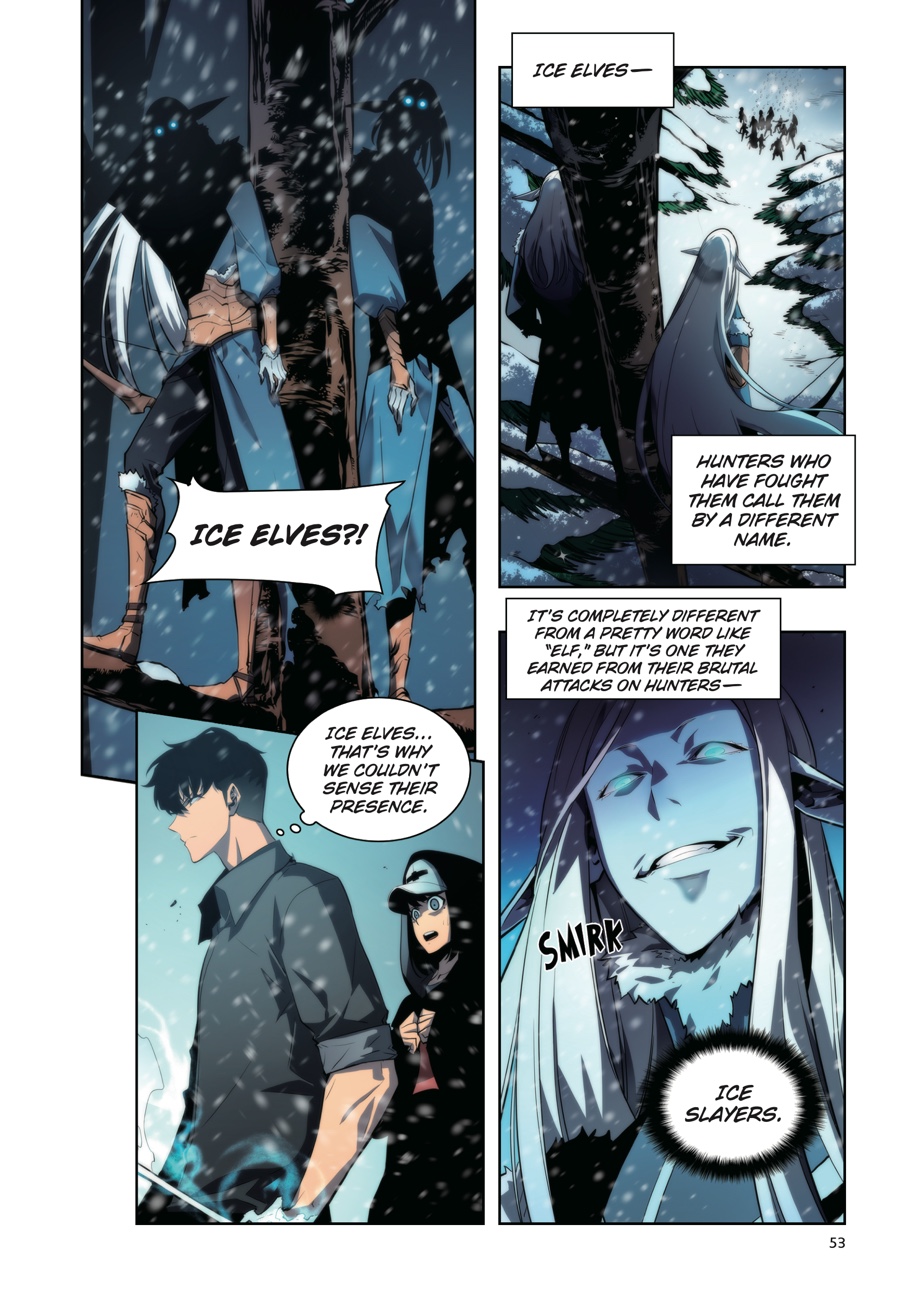 ICE ELVES?!
ICE ELVES...
THAT'S WHY
WE COULDN'T
SENSE THEIR
PRESENCE.
ICE ELVES—
HUNTERS WHO
HAVE FOUGHT
THEM CALL THEM
BY A DIFFERENT
NAME.
IT'S COMPLETELY DIFFERENT
FROM A PRETTY WORD LIKE
"ELF," BUT IT'S ONE THEY
EARNED FROM THEIR BRUTAL
ATTACKS ON HUNTERS—
SMIRK
ICE
SLAYERS.
53